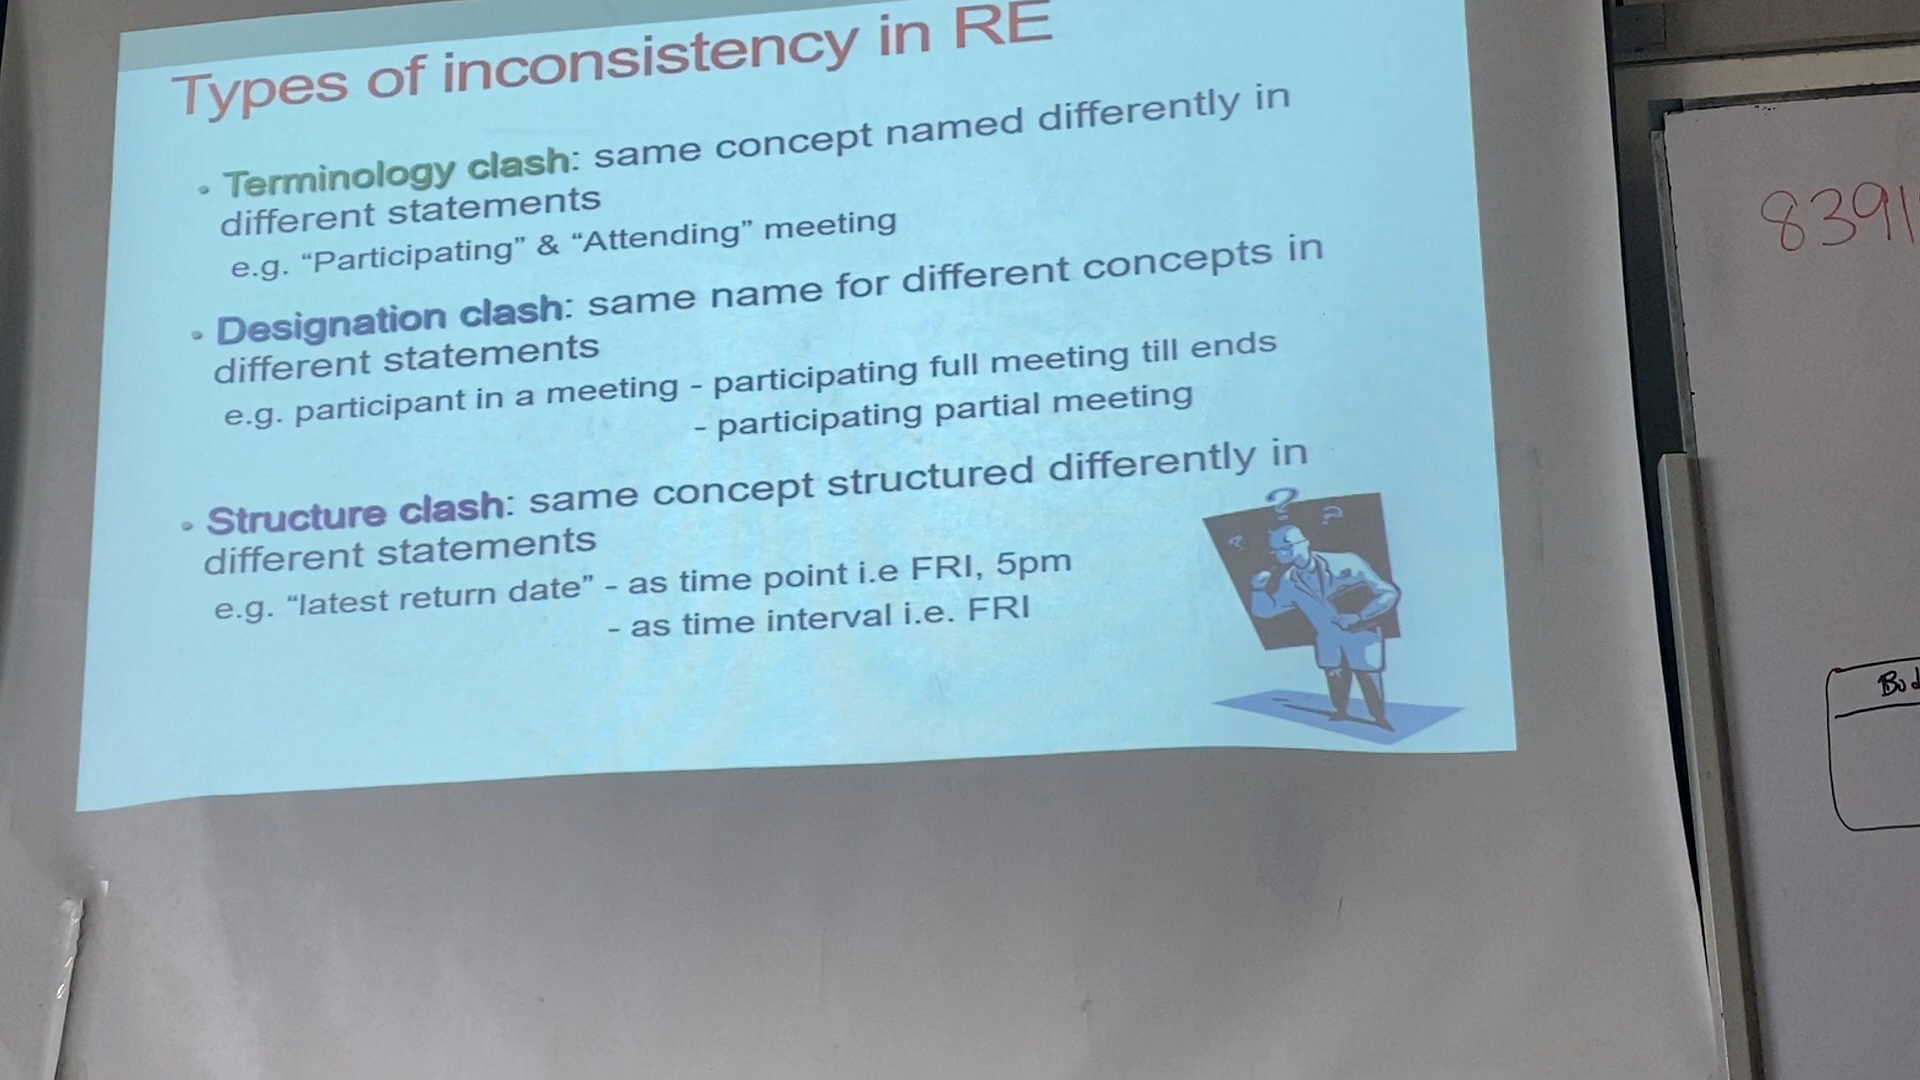 Types of inconsistency in RE
• Terminology clash: same concept named differently in
different statements
e.g. “Participating” & “Attending” meeting
• Designation clash: same name for different concepts in
different statements
e.g. participant in a meeting - participating full meeting till ends
- participating partial meeting
• Structure clash: same concept structured differently in
different statements
e.g. “latest return date” - as time point i.e FRI, 5pm
- as time interval i.e. FRI
? ? ?
8391